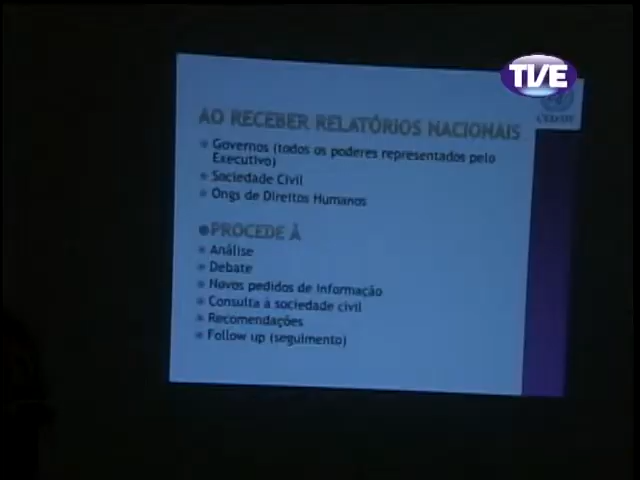 TVE
CEDAW
AO RECEBER RELATÓRIOS NACIONAIS
Governos (todos os poderes representados pelo
Executivo)
Sociedade Civil
Ongs de Direitos Humanos
PROCEDE À
Análise
Debate
Novos pedidos de informação
Consulta à sociedade civil
Recomendações
Follow up (seguimento)